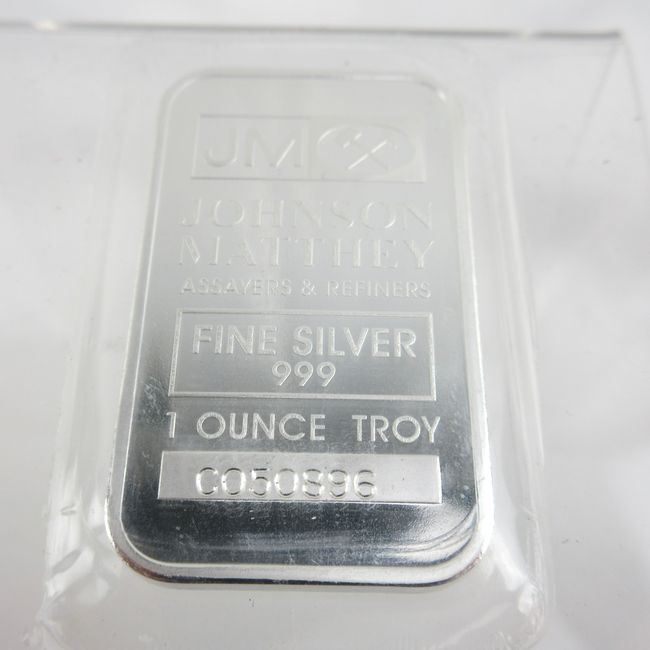 JM
JOHNSON
MATTHEY
ASSAYERS & REFINERS
FINE SILVER
999
1 OUNCE TROY
C050896